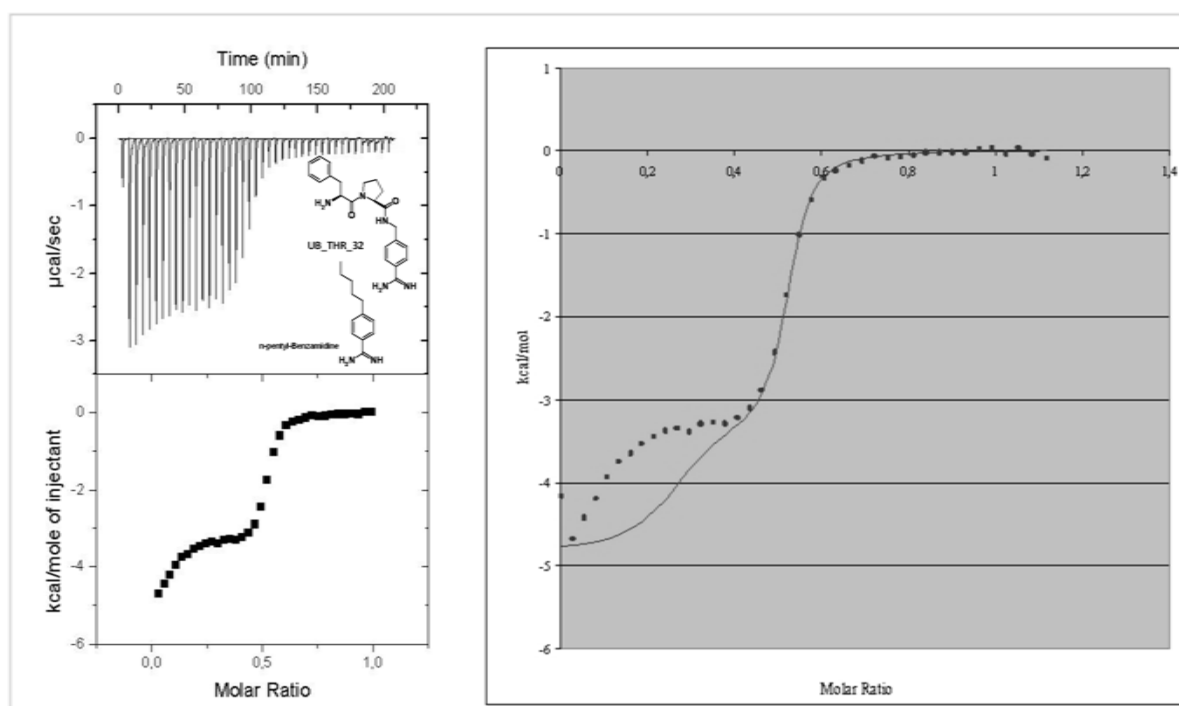 Time (min)
0 50 100 150 200
0
-1
-2
-3
µcal/sec
H₂N
N
O
O
NH
UB_THR_32
H₂N NH
n-pentyl-Benzamidine
H₂N NH
0
-2
-4
-6
kcal/mole of injectant
0,0 0,5 1,0
Molar Ratio
1
0
-1
-2
-3
-4
-5
-6
kcal/mol
0 0,2 0,4 0,6 0,8 1 1,2 1,4
Molar Ratio